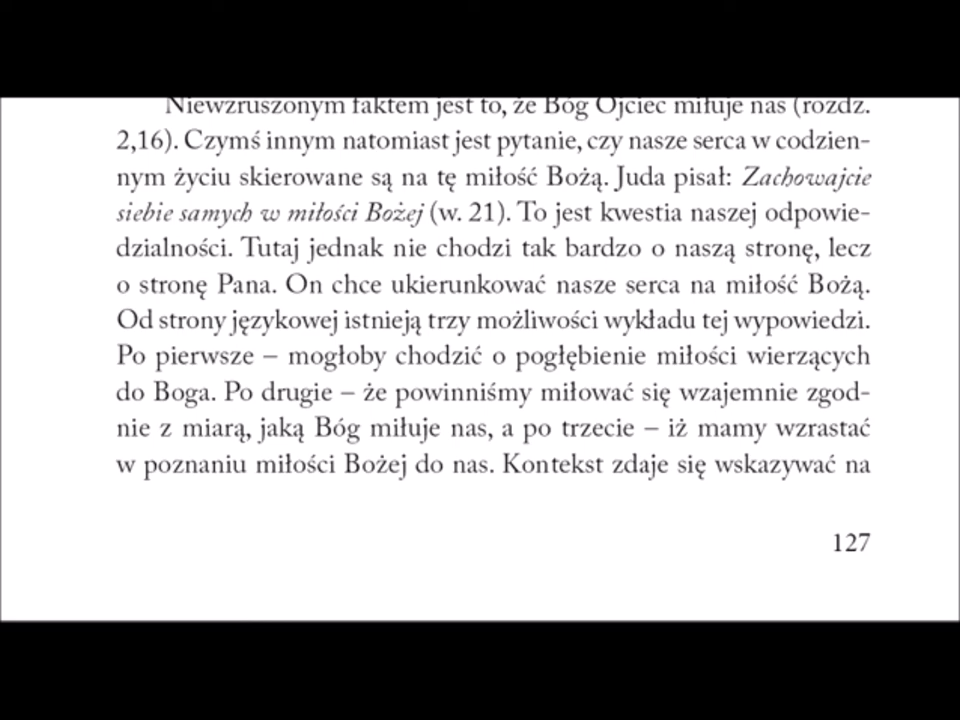 Niewzruszonym faktem jest to, że Bóg Ojciec miłuje nas (rozdz.
2,16). Czymś innym natomiast jest pytanie, czy nasze serca w codzien-
nym życiu skierowane są na tę miłość Bożą. Juda pisał: Zachowajcie
siebie samych w miłości Bożej (w. 21). To jest kwestia naszej odpowie-
dzialności. Tutaj jednak nie chodzi tak bardzo o naszą stronę, lecz
o stronę Pana. On chce ukierunkować nasze serca na miłość Bożą.
Od strony językowej istnieją trzy możliwości wykładu tej wypowiedzi.
Po pierwsze – mogłoby chodzić o pogłębienie miłości wierzących
do Boga. Po drugie – że powinniśmy miłować się wzajemnie zgod-
nie z miarą, jaką Bóg miłuje nas, a po trzecie – iż mamy wzrastać
w poznaniu miłości Bożej do nas. Kontekst zdaje się wskazywać na
127